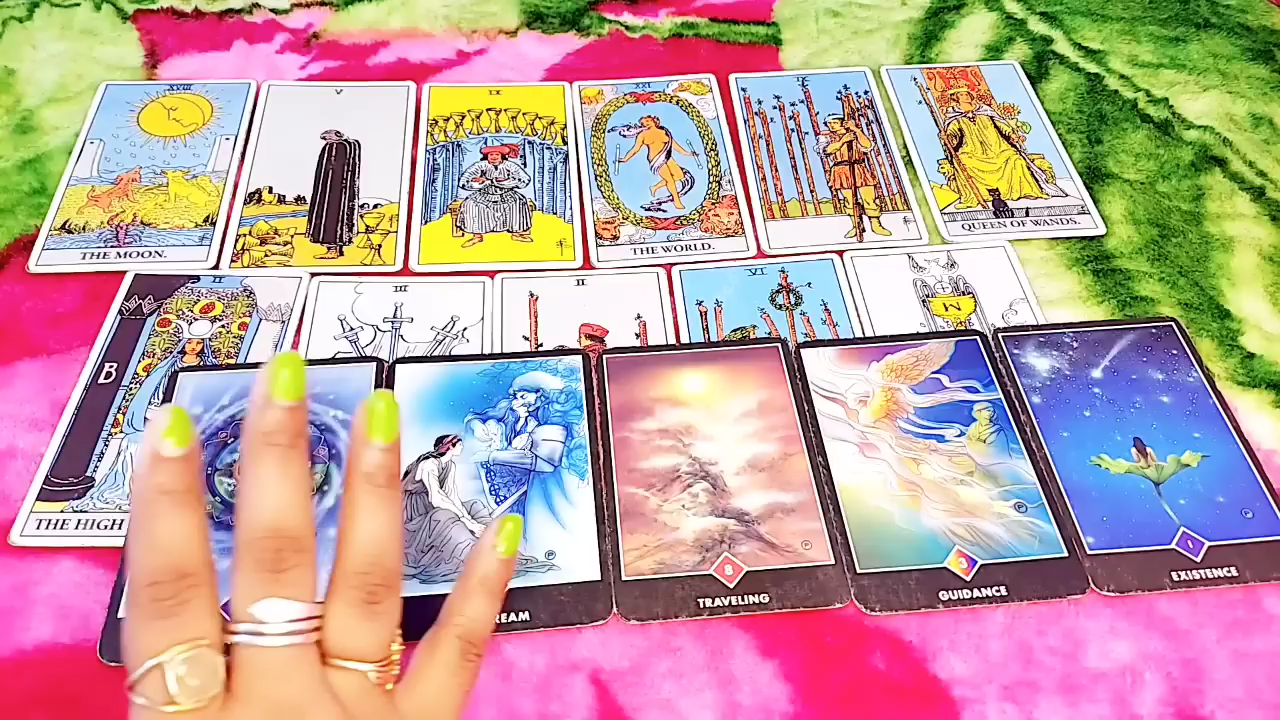 XVIII
V
IX
XXI
IX
THE MOON.
THE WORLD.
QUEEN OF WANDS.
II
III
II
VI
B
THE HIGH
REAM
8
TRAVELING
3
GUIDANCE
1
EXISTENCE